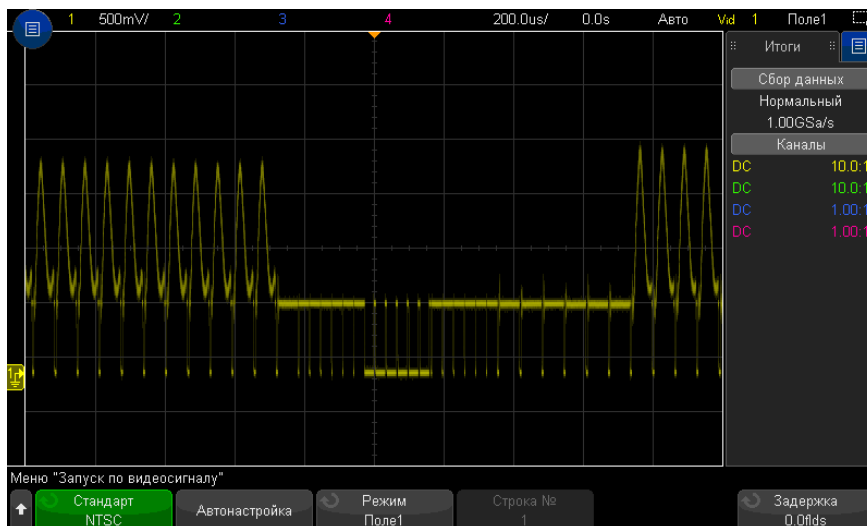 1 500mV/ 2 3 4 200.0us/ 0.0s Авто Vid 1 Поле1
Итоги
Сбор данных
Нормальный
1.00GSa/s
Каналы
DC 10.0:1
DC 10.0:1
DC 1.00:1
DC 1.00:1
1
Меню "Запуск по видеосигналу"
Стандарт
NTSC
Автонастройка
Режим
Поле1
Строка №
1
Задержка
0.0flds